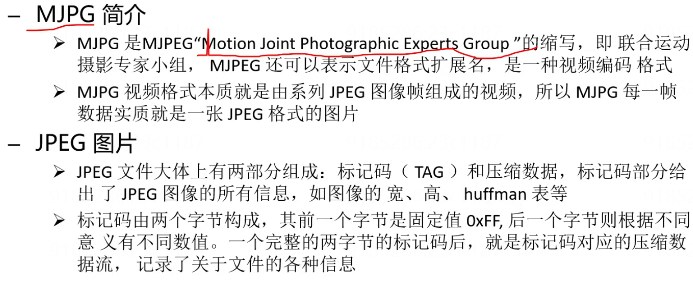 – MJPG 简介
➢ MJPG 是MJPEG“Motion Joint Photographic Experts Group ”的缩写，即 联合运动
摄影专家小组， MJPEG 还可以表示文件格式扩展名，是一种视频编码 格式
➢ MJPG 视频格式本质就是由系列 JPEG 图像帧组成的视频，所以 MJPG 每一帧
数据实质就是一张 JPEG 格式的图片
– JPEG 图片
➢ JPEG 文件大体上有两部分组成：标记码（ TAG ）和压缩数据，标记码部分给
出 了 JPEG 图像的所有信息，如图像的 宽、高、 huffman 表等
➢ 标记码由两个字节构成，其前一个字节是固定值 0xFF, 后一个字节则根据不同
意 义有不同数值。一个完整的两字节的标记码后，就是标记码对应的压缩数
据流， 记录了关于文件的各种信息